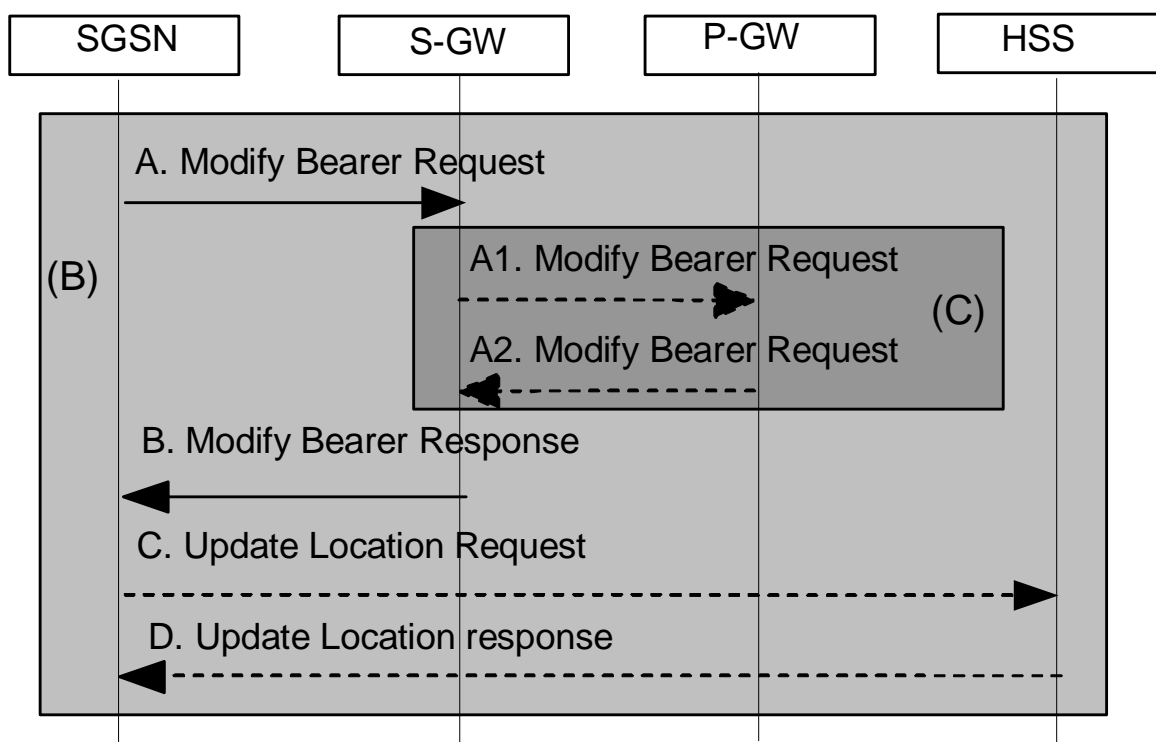 SGSN
S-GW
P-GW
HSS
A. Modify Bearer Request
(B)
A1. Modify Bearer Request
(C)
A2. Modify Bearer Request
B. Modify Bearer Response
C. Update Location Request
D. Update Location response